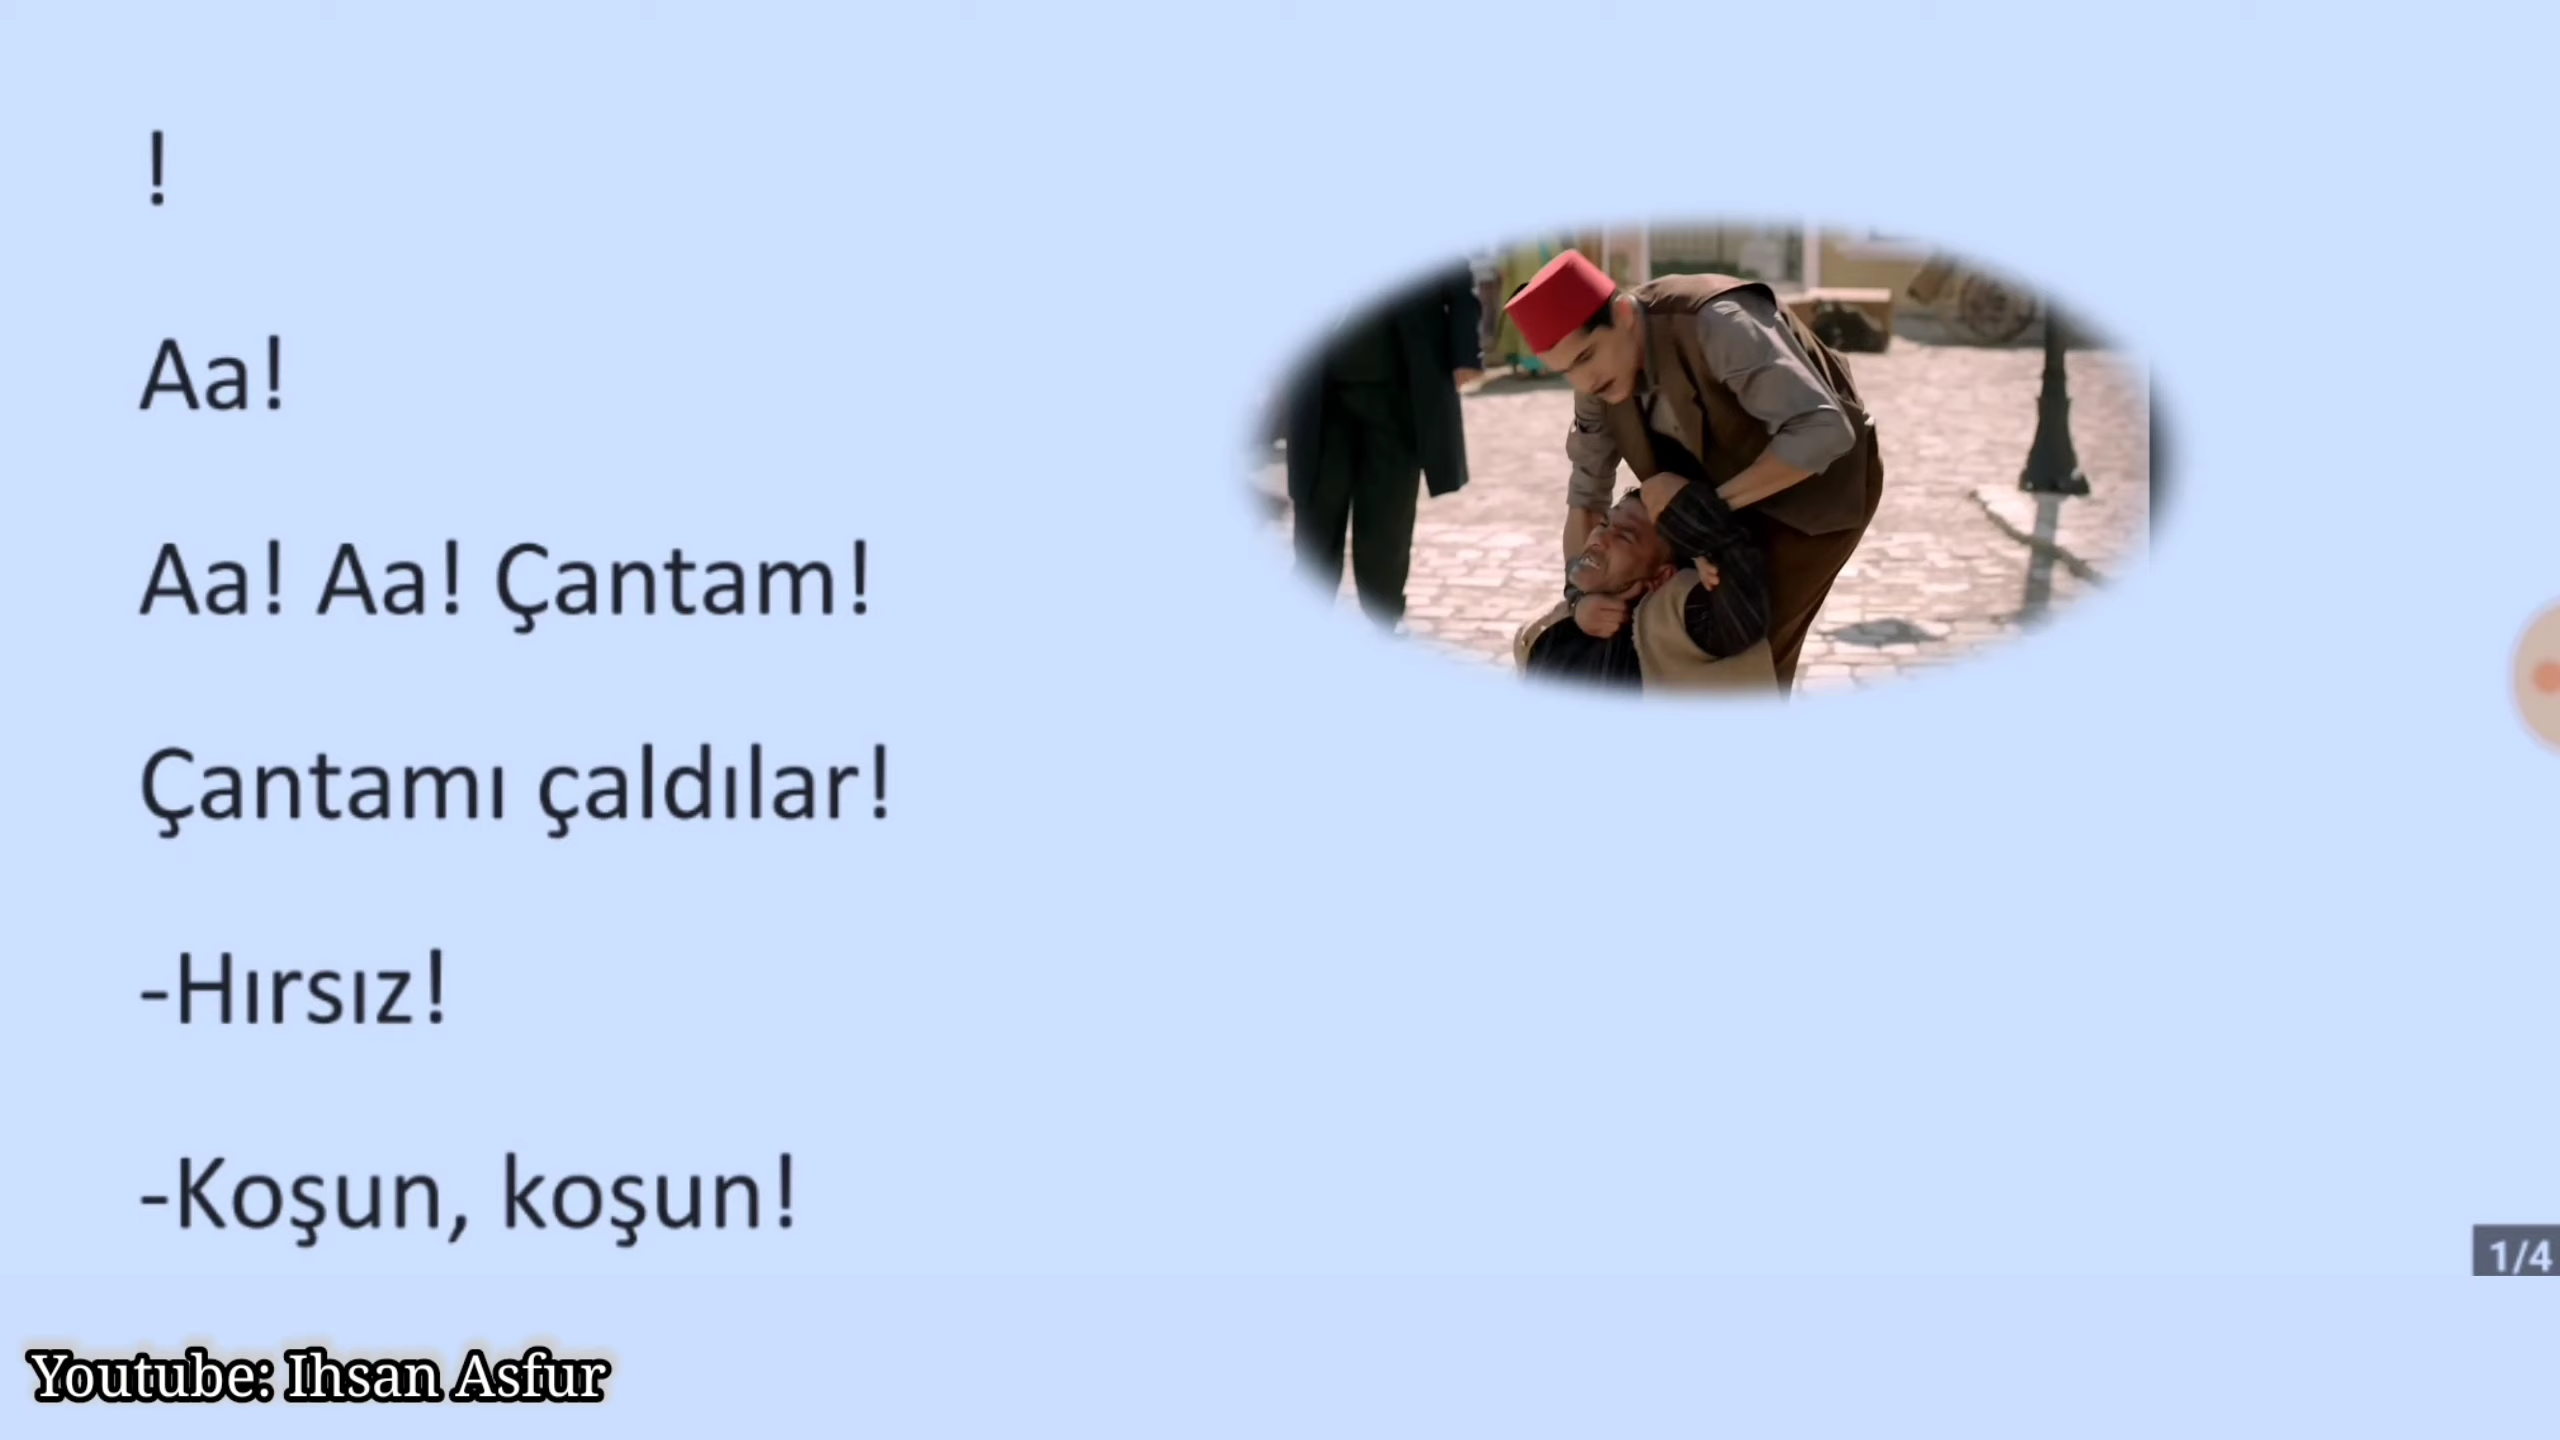 !
Aa!
Aa! Aa! Çantam!
Çantamı çaldılar!
-Hırsız!
-Koşun, koşun!
1/4
Youtube: Ihsan Asfur